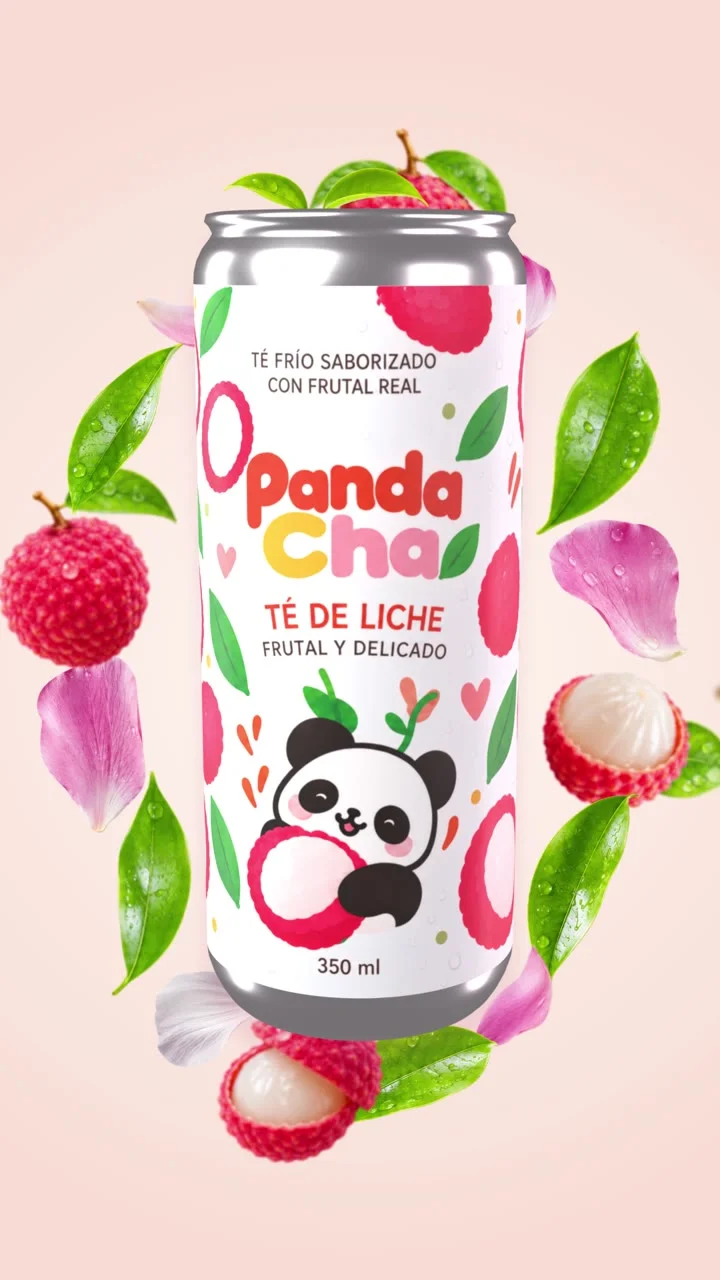 TÉ FRÍO SABORIZADO
CON FRUTAL REAL
Panda
Cha
TÉ DE LICHE
FRUTAL Y DELICADO
350 ml